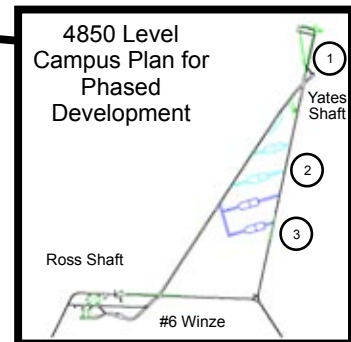 4850 Level
Campus Plan for
Phased
Development
1
Yates
Shaft
2
3
Ross Shaft
#6 Winze